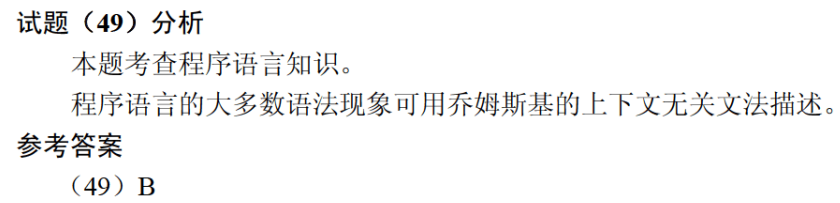 试题（49）分析
本题考查程序语言知识。
程序语言的大多数语法现象可用乔姆斯基的上下文无关文法描述。
参考答案
（49）B